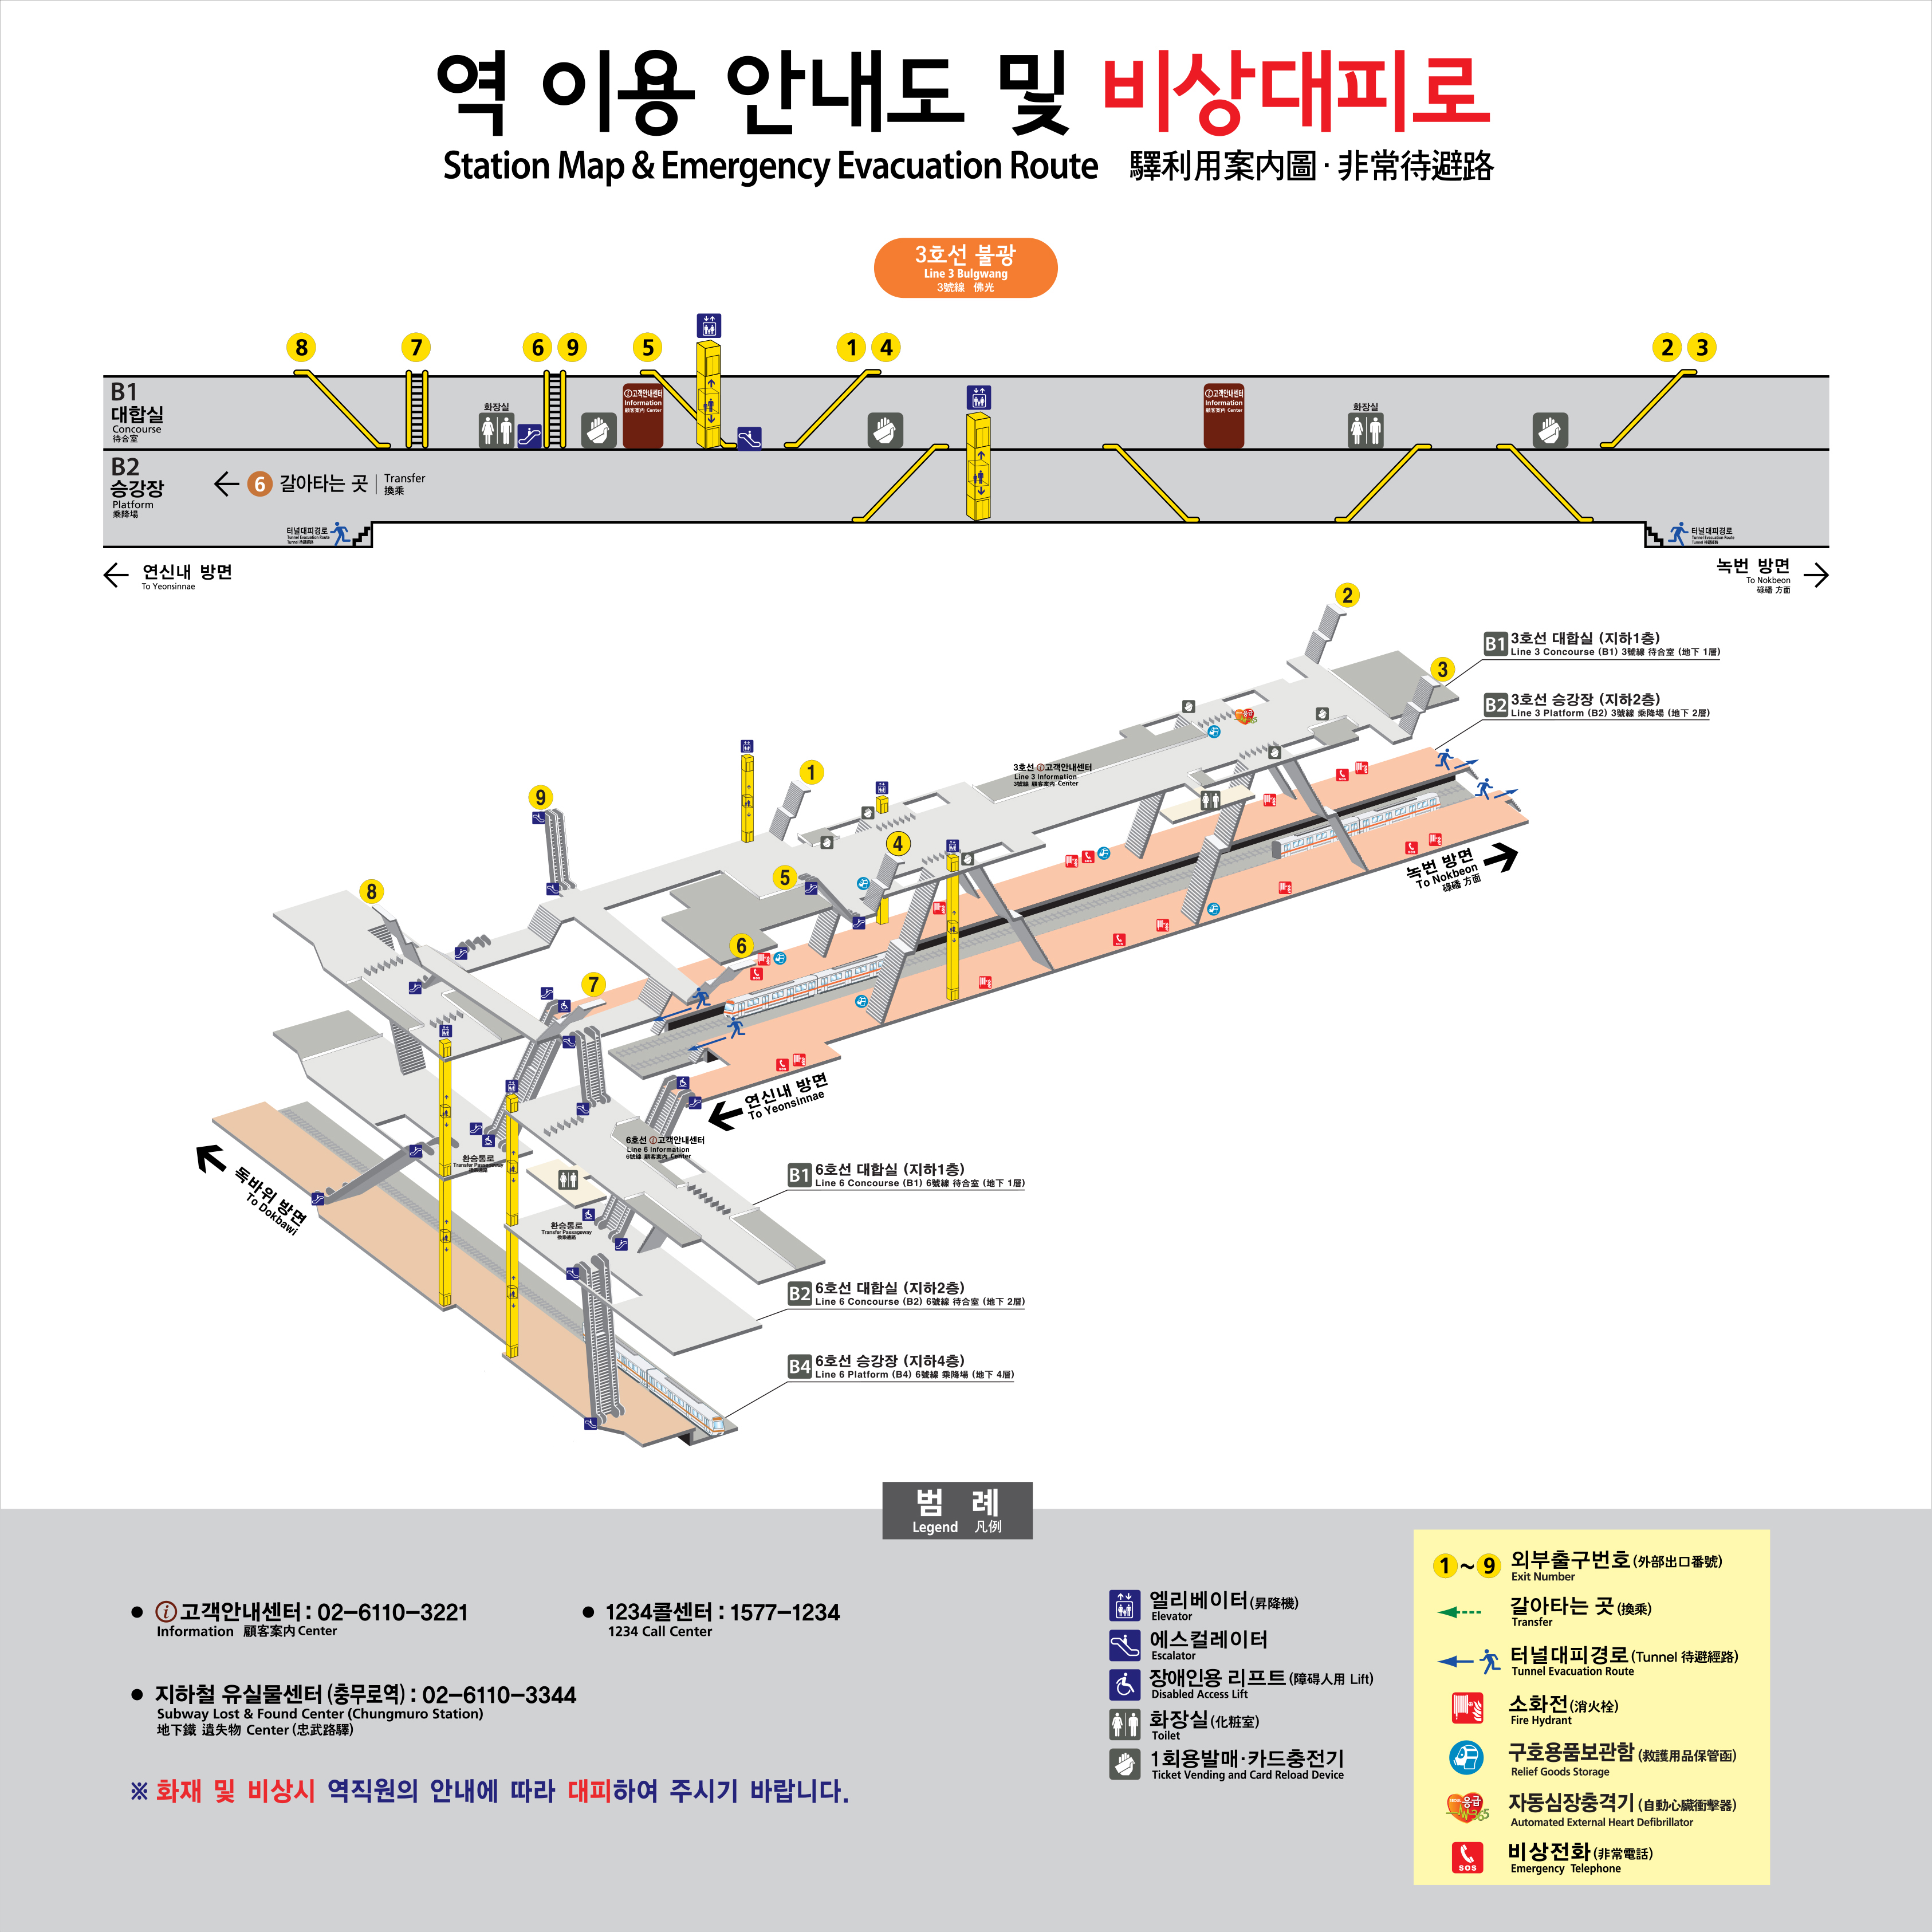 역 이용 안내도 및 비상대피로
Station Map & Emergency Evacuation Route 驛利用案內圖·非常待避路
3호선 불광
Line 3 Bulgwang
3號線 佛光
8
7
6
9
5
1
4
2
3
B1
대합실
Concourse
待合室
화장실
ⓘ고객안내센터
Information
顧客案內 Center
ⓘ고객안내센터
Information
顧客案內 Center
화장실
B2
승강장
Platform
乘降場
← 6 갈아타는 곳 | Transfer
換乘
터널대피경로
Tunnel Evacuation Route
Tunnel 待避經路
터널대피경로
Tunnel Evacuation Route
Tunnel 待避經路
← 연신내 방면
To Yeonsinnae
녹번 방면 →
To Nokbeon
碌磻 方面
2
B1 3호선 대합실 (지하1층)
Line 3 Concourse (B1) 3號線 待合室 (地下 1層)
3
B2 3호선 승강장 (지하2층)
Line 3 Platform (B2) 3號線 乘降場 (地下 2層)
3호선 ⓘ고객안내센터
Line 3 Information
3號線 顧客案內 Center
1
9
4
5
8
6
7
녹번 방면
To Nokbeon
碌磻 方面
연신내 방면
To Yeonsinnae
6호선 ⓘ고객안내센터
Line 6 Information
6號線 顧客案內 Center
환승통로
Transfer Passageway
換乘通路
독바위 방면
To Dokbawi
환승통로
Transfer Passageway
換乘通路
B1 6호선 대합실 (지하1층)
Line 6 Concourse (B1) 6號線 待合室 (地下 1層)
B2 6호선 대합실 (지하2층)
Line 6 Concourse (B2) 6號線 待合室 (地下 2層)
B4 6호선 승강장 (지하4층)
Line 6 Platform (B4) 6號線 乘降場 (地下 4層)
범 례
Legend 凡例
● ⓘ고객안내센터 : 02-6110-3221
Information 顧客案內 Center
● 1234콜센터 : 1577-1234
1234 Call Center
● 지하철 유실물센터 (충무로역) : 02-6110-3344
Subway Lost & Found Center (Chungmuro Station)
地下鐵 遺失物 Center (忠武路驛)
※ 화재 및 비상시 역직원의 안내에 따라 대피하여 주시기 바랍니다.
엘리베이터(昇降機)
Elevator
에스컬레이터
Escalator
장애인용 리프트(障碍人用 Lift)
Disabled Access Lift
화장실(化粧室)
Toilet
1회용발매·카드충전기
Ticket Vending and Card Reload Device
1~9 외부출구번호(外部出口番號)
Exit Number
갈아타는 곳(換乘)
Transfer
터널대피경로(Tunnel 待避經路)
Tunnel Evacuation Route
소화전(消火栓)
Fire Hydrant
구호용품보관함(救護用品保管函)
Relief Goods Storage
응급
365
자동심장충격기(自動心臟衝擊器)
Automated External Heart Defibrillator
SOS
비상전화(非常電話)
Emergency Telephone